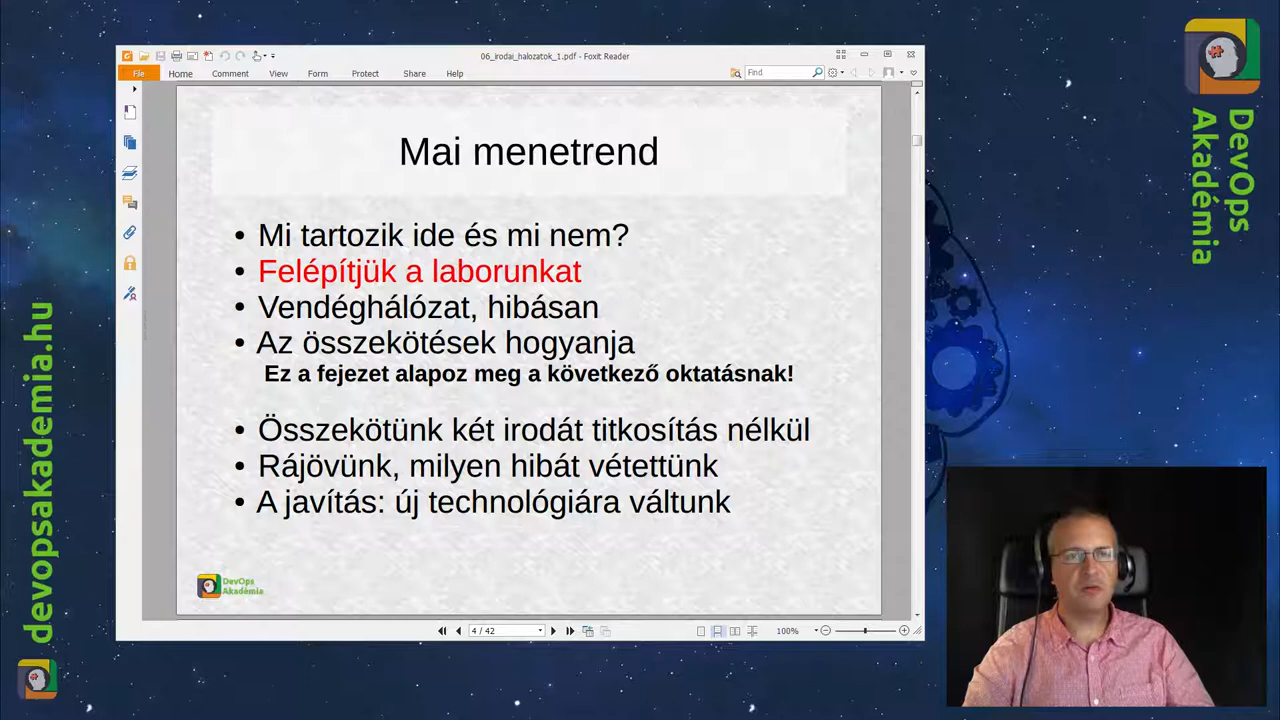 06_irodai_halozatok_1.pdf - Foxit Reader
File Home Comment View Form Protect Share Help Find
Mai menetrend
• Mi tartozik ide és mi nem?
• Felépítjük a laborunkat
• Vendéghálózat, hibásan
• Az összekötések hogyanja
Ez a fejezet alapoz meg a következő oktatásnak!
• Összekötünk két irodát titkosítás nélkül
• Rájövünk, milyen hibát vétettünk
• A javítás: új technológiára váltunk
DevOps
Akadémia
4 / 42
100%
devopsakademia.hu
DevOps
Akadémia